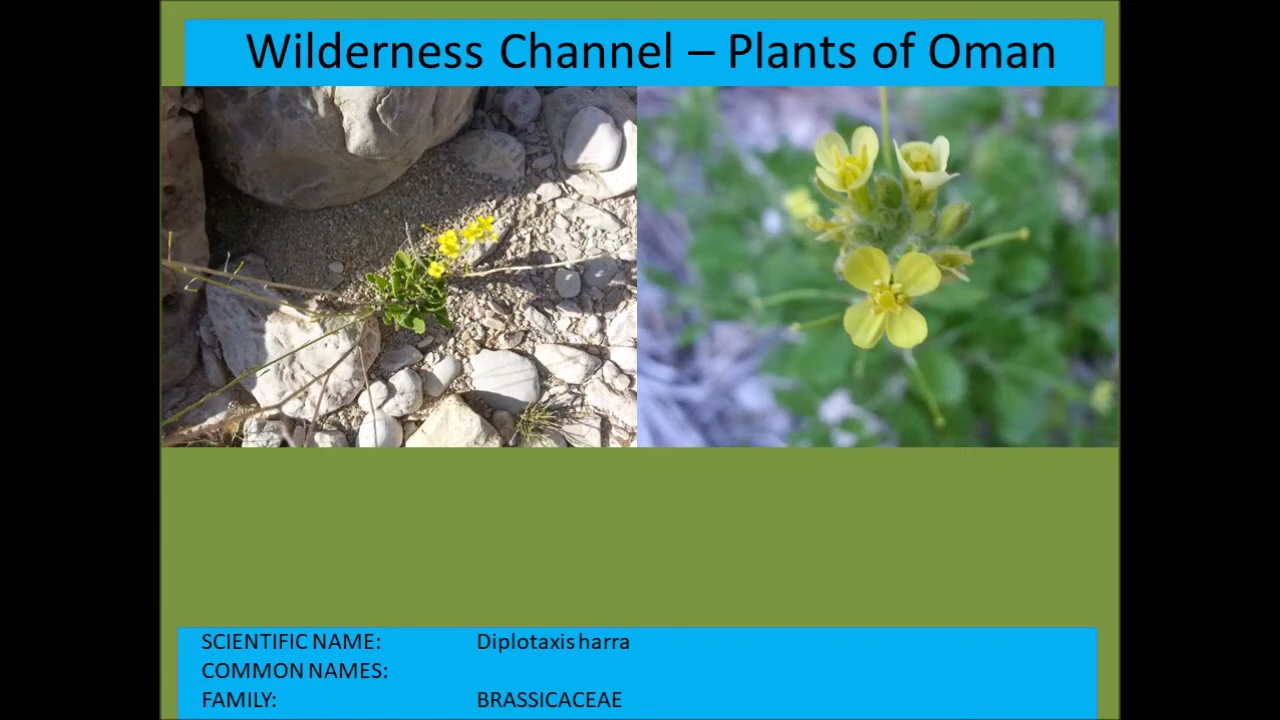 Wilderness Channel – Plants of Oman
SCIENTIFIC NAME: Diplotaxis harra
COMMON NAMES:
FAMILY: BRASSICACEAE